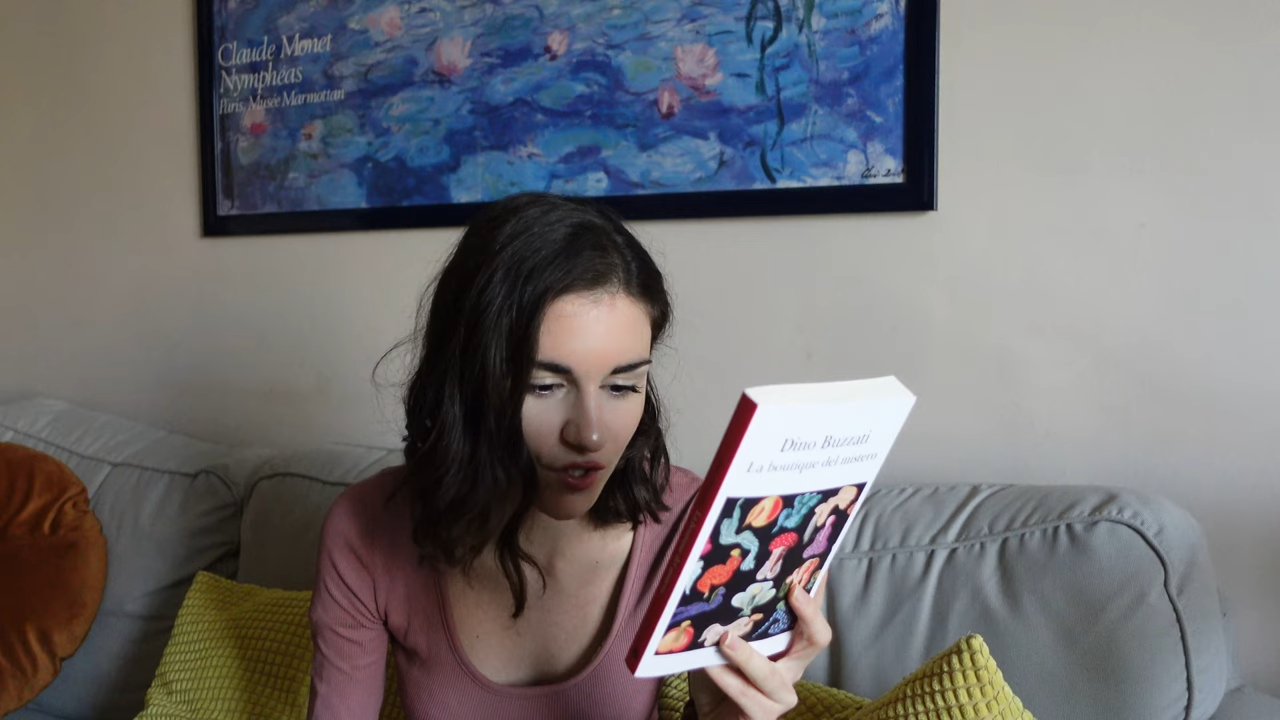 Claude Monet
Nymphéas
Paris, Musée Marmottan
Dino Buzzati
La boutique del mistero